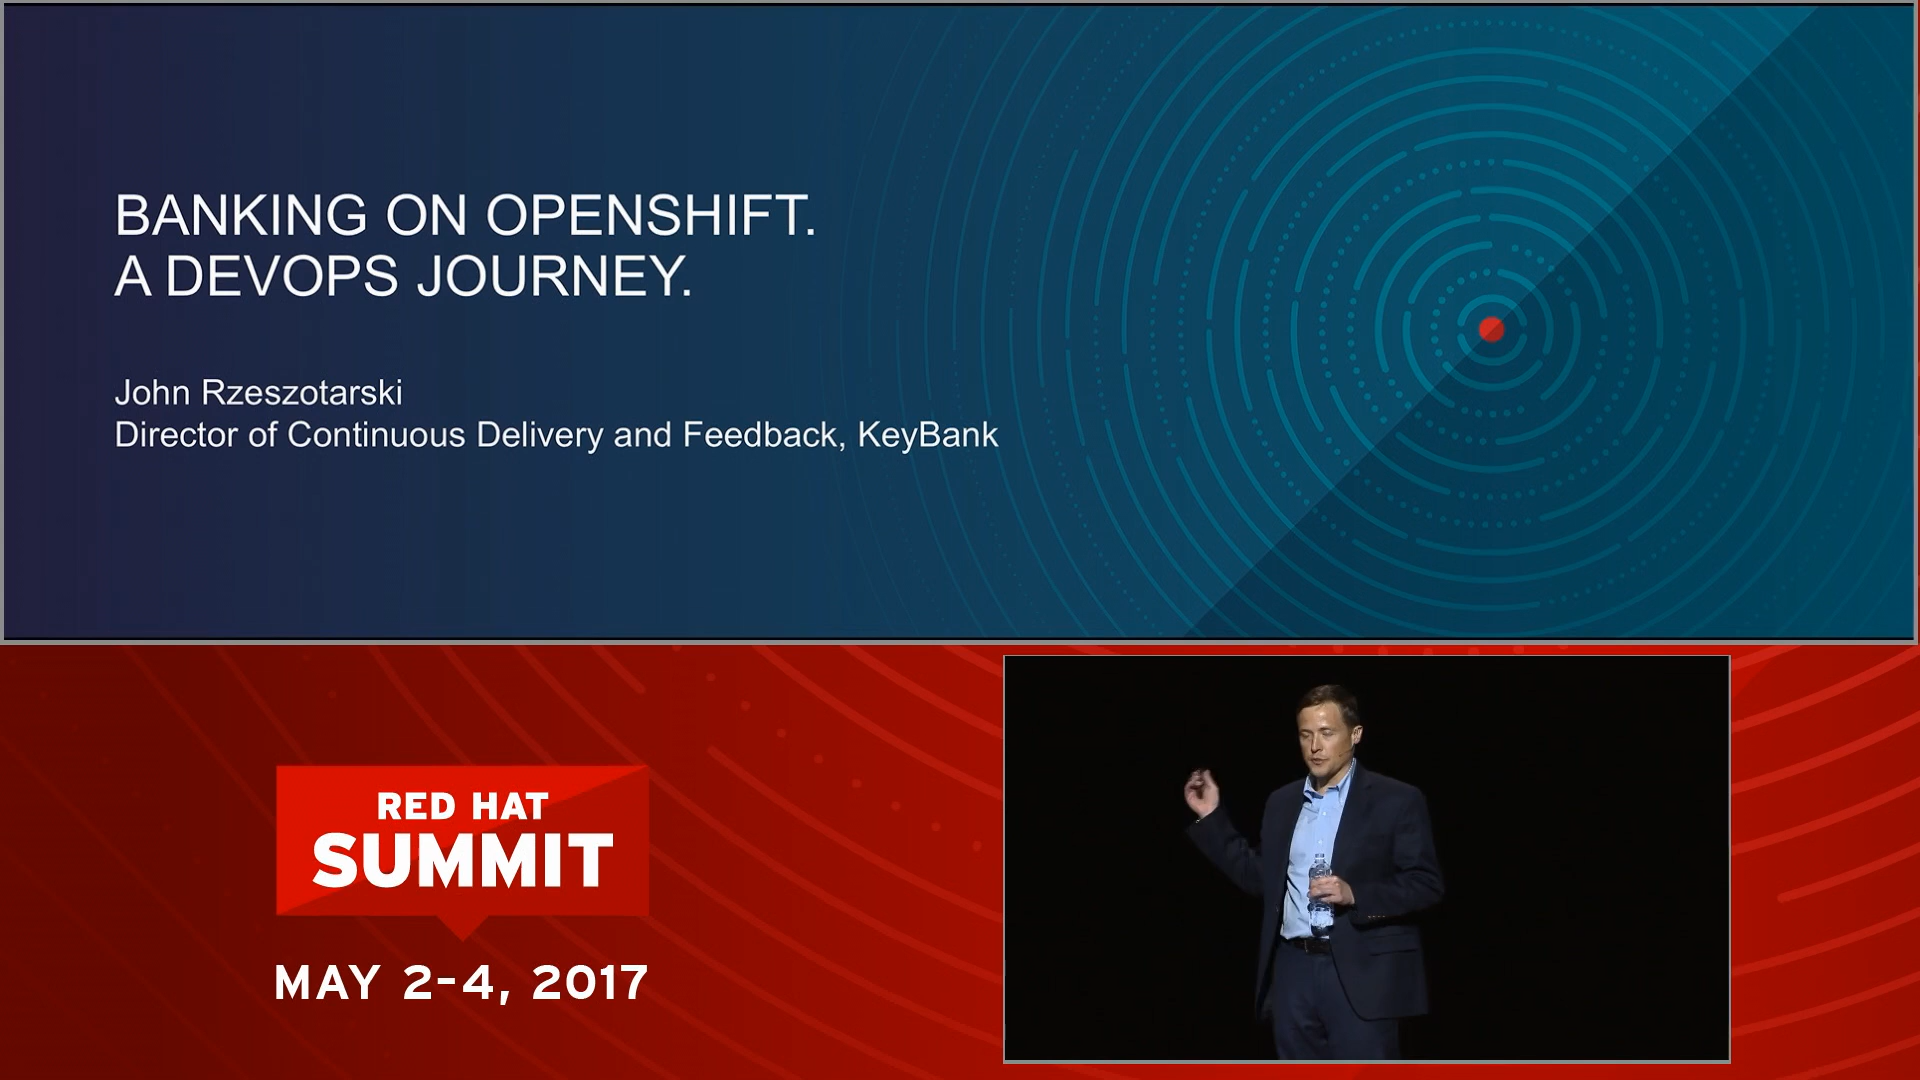 BANKING ON OPENSHIFT.
A DEVOPS JOURNEY.
John Rzeszotarski
Director of Continuous Delivery and Feedback, KeyBank
RED HAT
SUMMIT
MAY 2-4, 2017